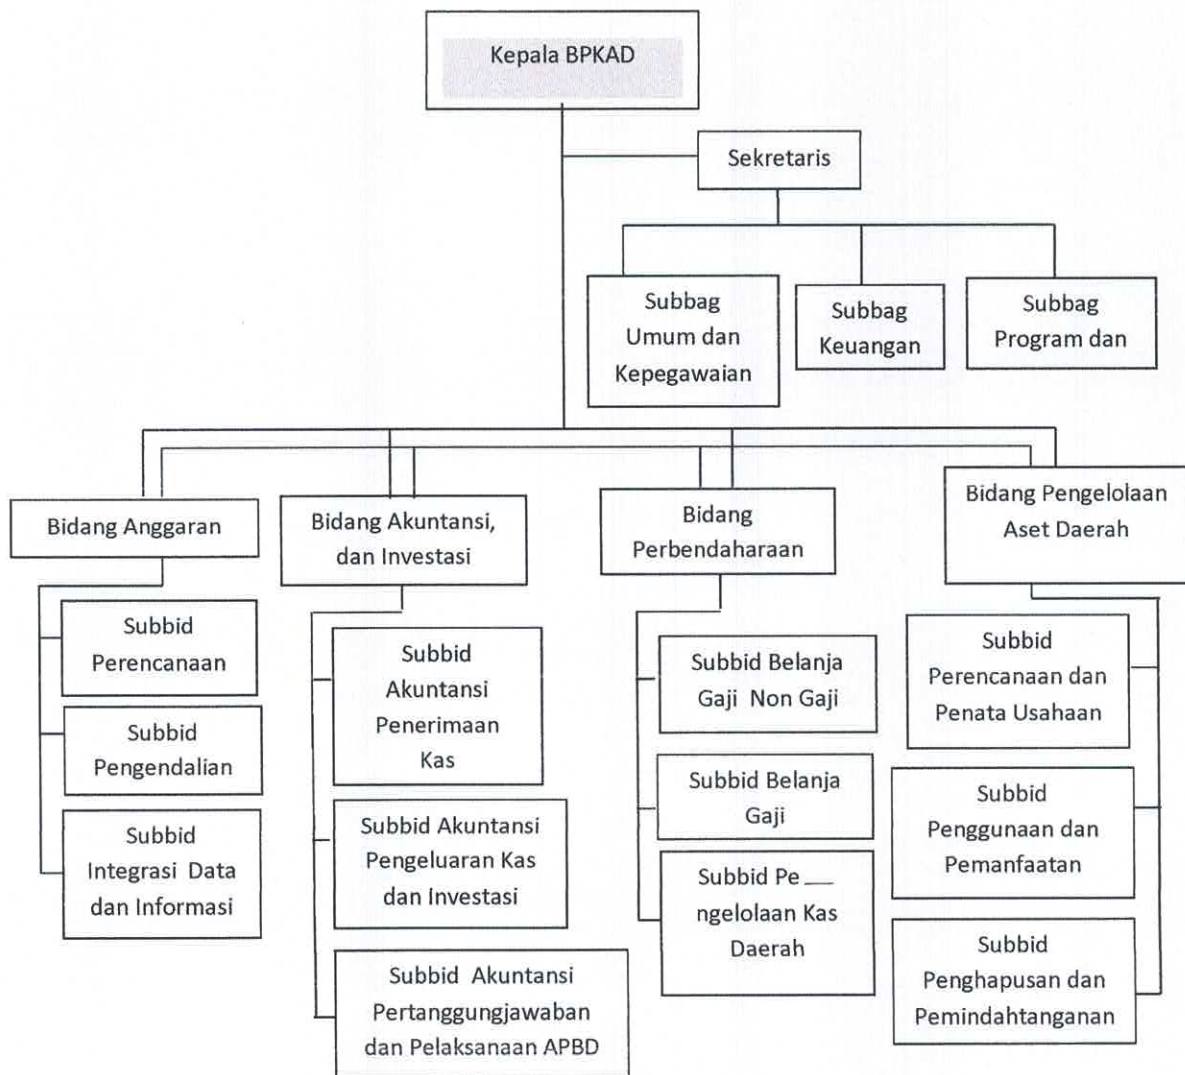 Kepala BPKAD
Sekretaris
Subbag
Umum dan
Kepegawaian
Subbag
Keuangan
Subbag
Program dan
Bidang Anggaran
Bidang Akuntansi,
dan Investasi
Bidang
Perbendaharaan
Bidang Pengelolaan
Aset Daerah
Subbid
Perencanaan
Subbid
Pengendalian
Subbid
Integrasi Data
dan Informasi
Subbid
Akuntansi
Penerimaan
Kas
Subbid Akuntansi
Pengeluaran Kas
dan Investasi
Subbid Akuntansi
Pertanggungjawaban
dan Pelaksanaan APBD
Subbid Belanja
Gaji Non Gaji
Subbid Belanja
Gaji
Subbid Pe
ngelolaan Kas
Daerah
Subbid
Perencanaan dan
Penata Usahaan
Subbid
Penggunaan dan
Pemanfaatan
Subbid
Penghapusan dan
Pemindahtanganan